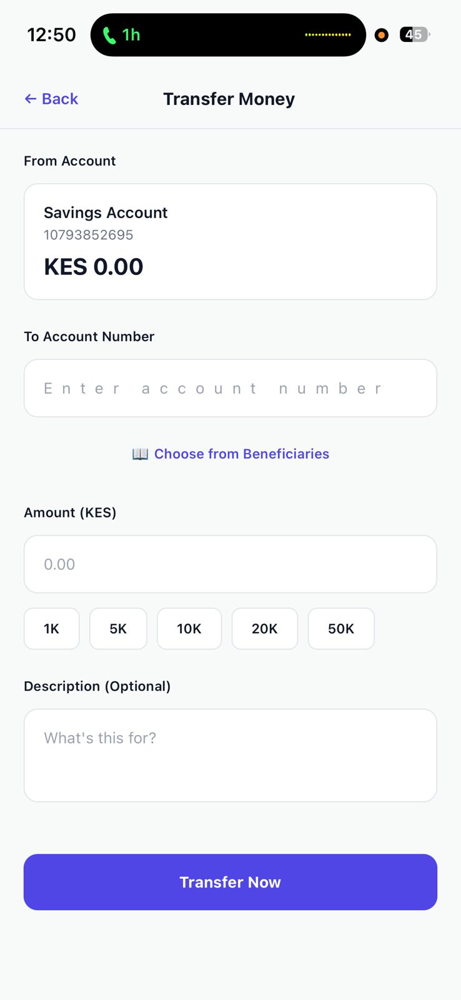 12:50
1h
45
← Back
Transfer Money
From Account
Savings Account
10793852695
KES 0.00
To Account Number
Enter account number
📖 Choose from Beneficiaries
Amount (KES)
0.00
1K 5K 10K 20K 50K
Description (Optional)
What's this for?
Transfer Now